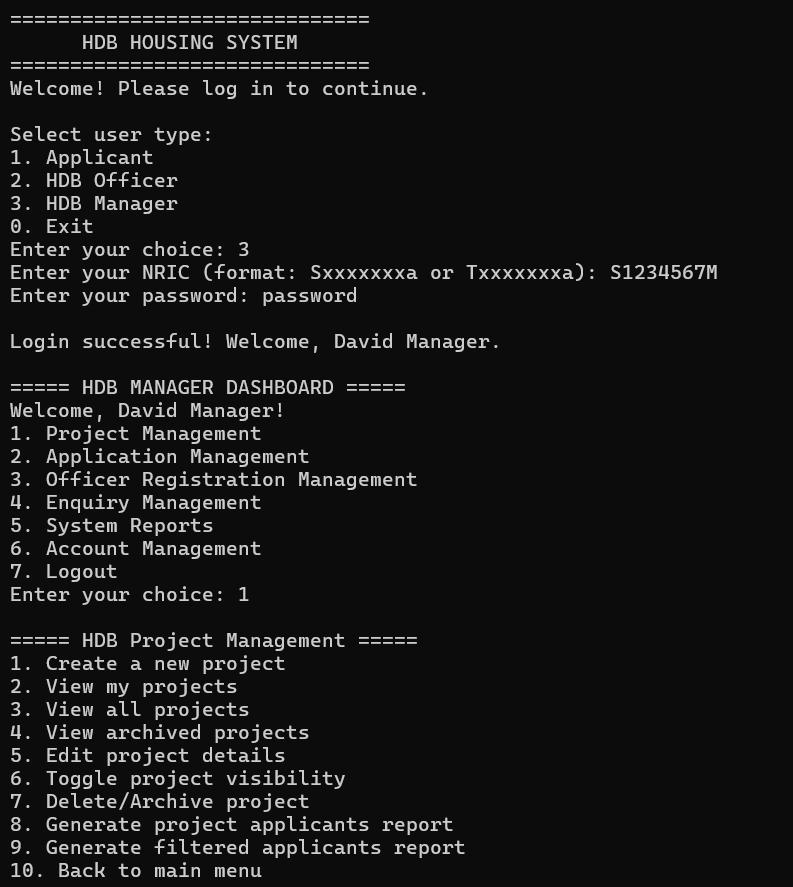 ==============================
HDB HOUSING SYSTEM
==============================
Welcome! Please log in to continue.
Select user type:
1. Applicant
2. HDB Officer
3. HDB Manager
0. Exit
Enter your choice: 3
Enter your NRIC (format: Sxxxxxxxa or Txxxxxxxa): S1234567M
Enter your password: password
Login successful! Welcome, David Manager.
===== HDB MANAGER DASHBOARD =====
Welcome, David Manager!
1. Project Management
2. Application Management
3. Officer Registration Management
4. Enquiry Management
5. System Reports
6. Account Management
7. Logout
Enter your choice: 1
===== HDB Project Management =====
1. Create a new project
2. View my projects
3. View all projects
4. View archived projects
5. Edit project details
6. Toggle project visibility
7. Delete/Archive project
8. Generate project applicants report
9. Generate filtered applicants report
10. Back to main menu